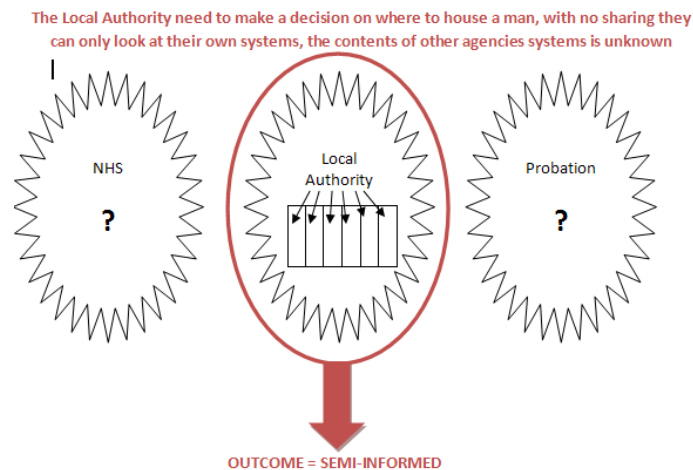 The Local Authority need to make a decision on where to house a man, with no sharing they
can only look at their own systems, the contents of other agencies systems is unknown
NHS
?
Local
Authority
Probation
?
OUTCOME = SEMI-INFORMED